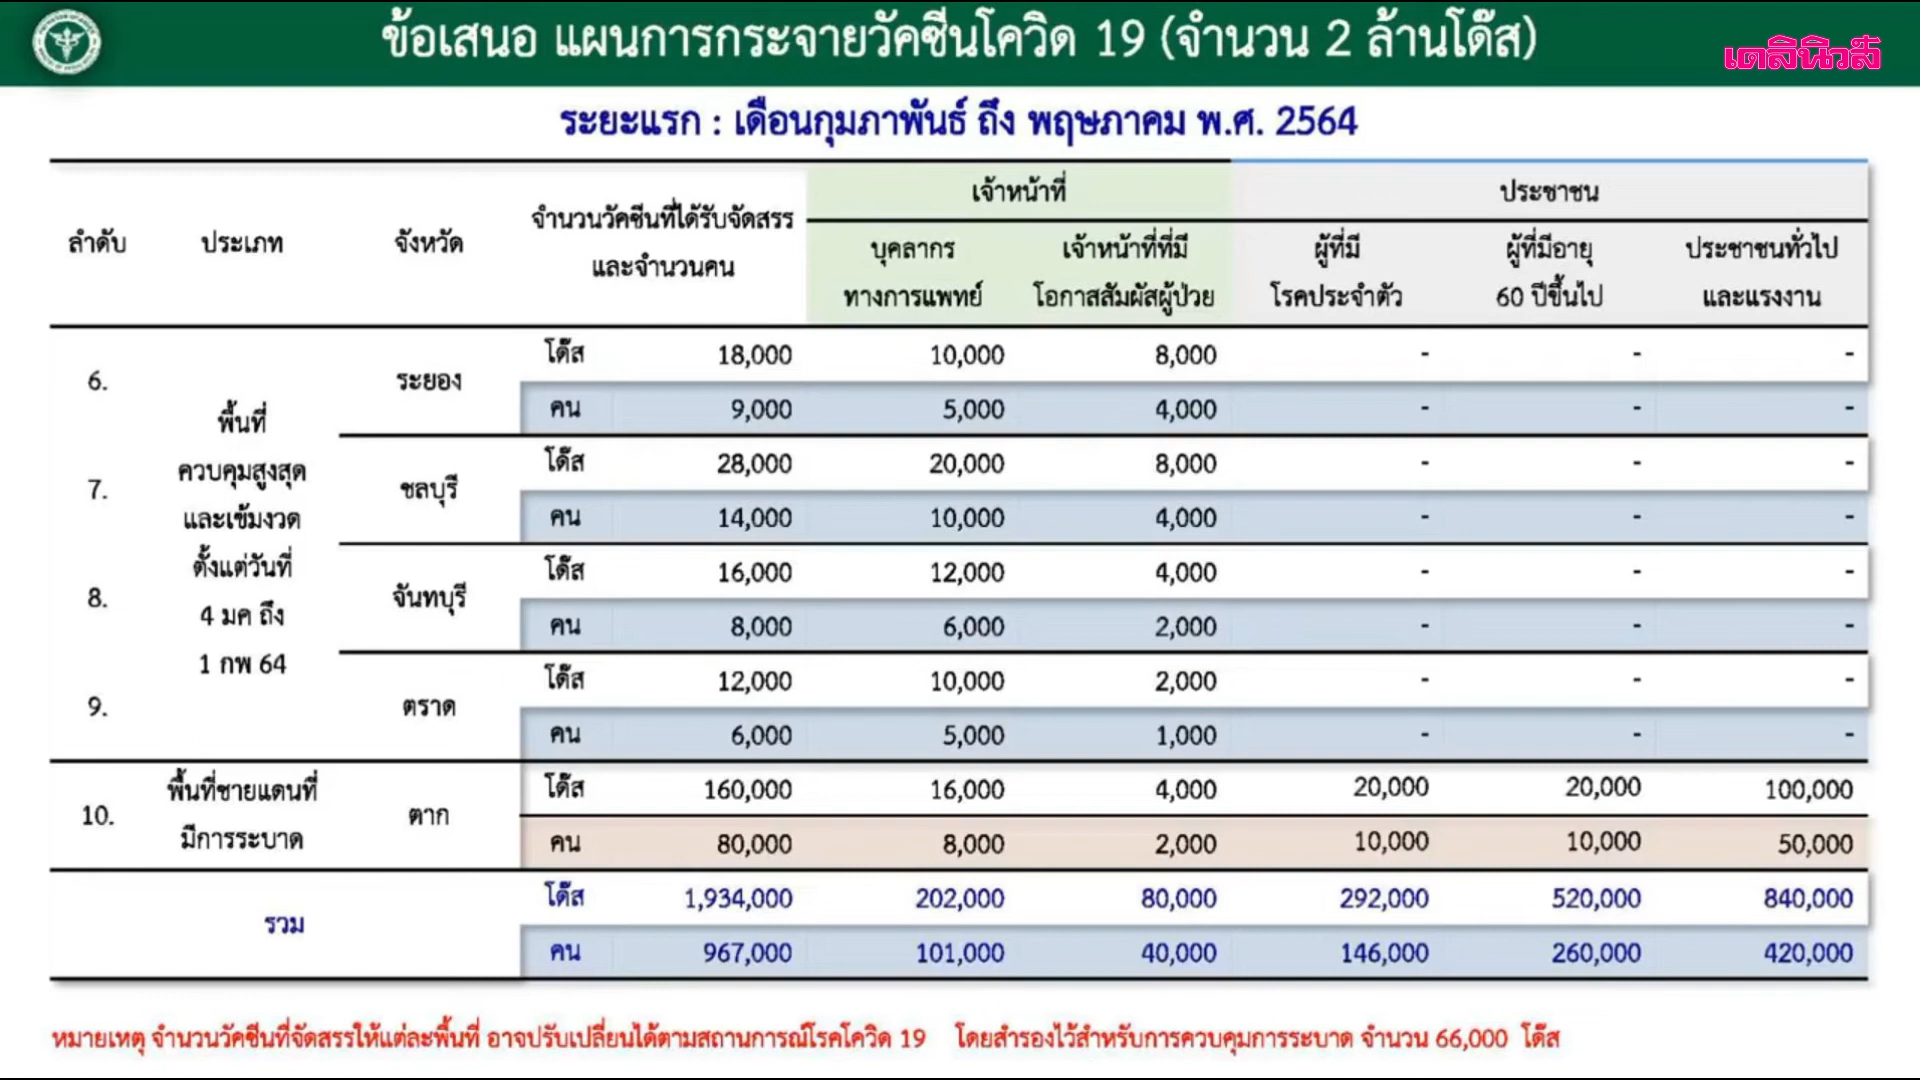 ข้อเสนอ แผนการกระจายวัคซีนโควิด 19 (จำนวน 2 ล้านโด๊ส)
เดลินิวส์
ระยะแรก : เดือนกุมภาพันธ์ ถึง พฤษภาคม พ.ศ. 2564
ลำดับ ประเภท จังหวัด จำนวนวัคซีนที่ได้รับจัดสรร และจำนวนคน เจ้าหน้าที่ ประชาชน
บุคลากร ทางการแพทย์ เจ้าหน้าที่ที่มี โอกาสสัมผัสผู้ป่วย ผู้ที่มี โรคประจำตัว ผู้ที่มีอายุ 60 ปีขึ้นไป ประชาชนทั่วไป และแรงงาน
พื้นที่
ควบคุมสูงสุด
และเข้มงวด
ตั้งแต่วันที่
4 มค ถึง
1 กพ 64
6. ระยอง โด๊ส 18,000 10,000 8,000 - - -
คน 9,000 5,000 4,000 - - -
7. ชลบุรี โด๊ส 28,000 20,000 8,000 - - -
คน 14,000 10,000 4,000 - - -
8. จันทบุรี โด๊ส 16,000 12,000 4,000 - - -
คน 8,000 6,000 2,000 - - -
9. ตราด โด๊ส 12,000 10,000 2,000 - - -
คน 6,000 5,000 1,000 - - -
10. พื้นที่ชายแดนที่ มีการระบาด ตาก โด๊ส 160,000 16,000 4,000 20,000 20,000 100,000
คน 80,000 8,000 2,000 10,000 10,000 50,000
รวม โด๊ส 1,934,000 202,000 80,000 292,000 520,000 840,000
คน 967,000 101,000 40,000 146,000 260,000 420,000
หมายเหตุ จำนวนวัคซีนที่จัดสรรให้แต่ละพื้นที่ อาจปรับเปลี่ยนได้ตามสถานการณ์โรคโควิด 19 โดยสำรองไว้สำหรับการควบคุมการระบาด จำนวน 66,000 โด๊ส